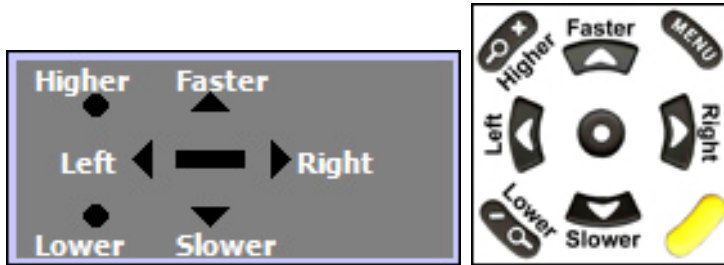 Higher Faster
Left Right
Lower Slower
Higher Faster MENU
Left Right
Lower Slower